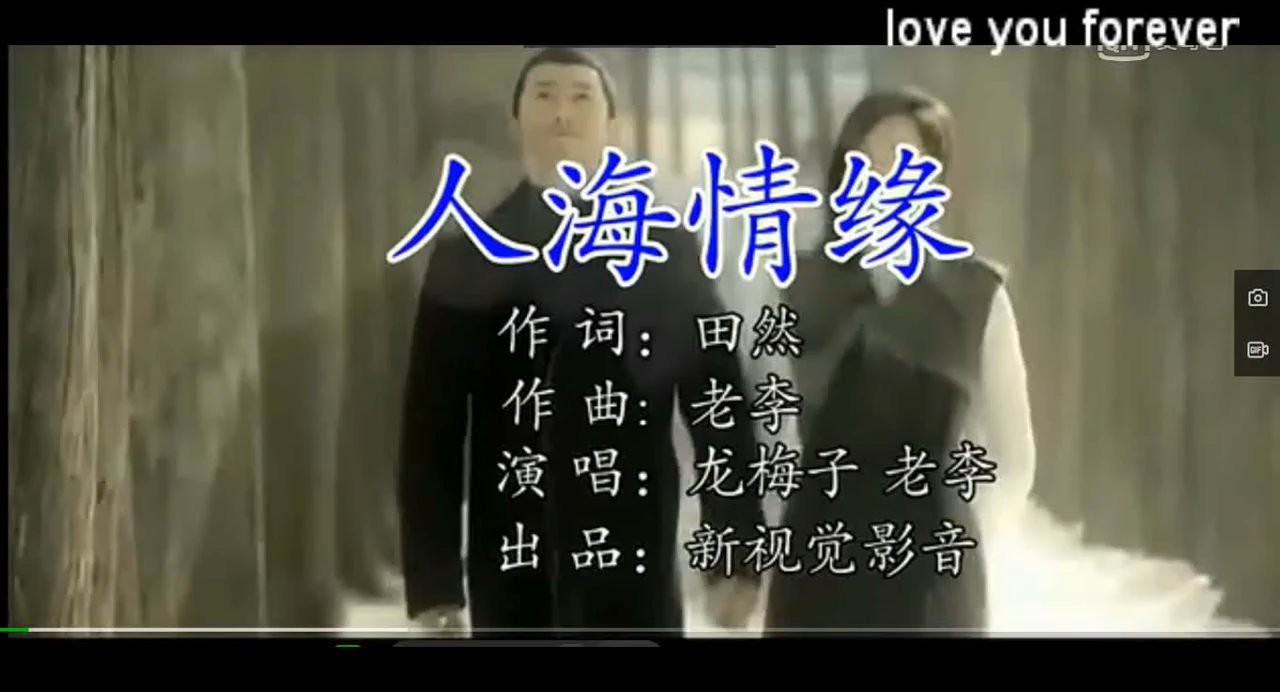 love you forever
人海情缘
作 词： 田然
作 曲: 老李
演 唱： 龙梅子 老李
出 品： 新视觉影音
GIF